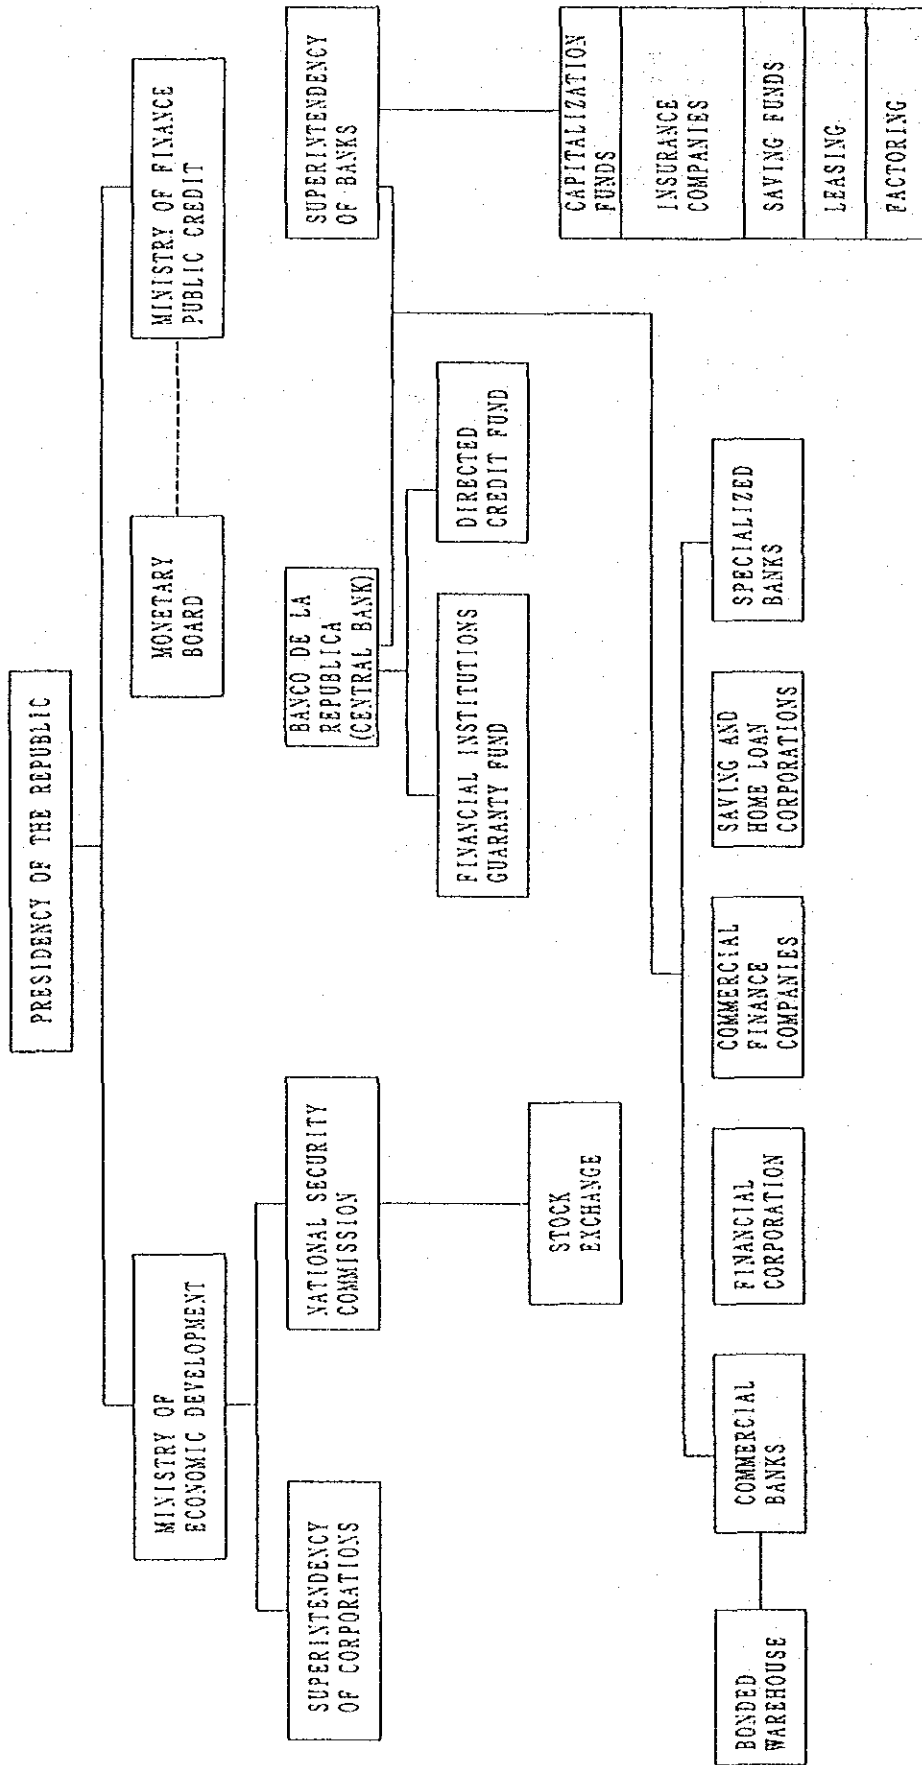 PRESIDENCY OF THE REPUBLIC
MINISTRY OF
ECONOMIC DEVELOPMENT
MONETARY
BOARD
MINISTRY OF FINANCE
PUBLIC CREDIT
SUPERINTENDENCY
OF CORPORATIONS
NATIONAL SECURITY
COMMISSION
BANCO DE LA
REPUBLICA
(CENTRAL BANK)
SUPERINTENDENCY
OF BANKS
FINANCIAL INSTITUTIONS
GUARANTY FUND
DIRECTED
CREDIT FUND
STOCK
EXCHANGE
CAPITALIZATION
FUNDS
INSURANCE
COMPANIES
SAVING FUNDS
LEASING
FACTORING
BONDED
WAREHOUSE
COMMERCIAL
BANKS
FINANCIAL
CORPORATION
COMMERCIAL
FINANCE
COMPANIES
SAVING AND
HOME LOAN
CORPORATIONS
SPECIALIZED
BANKS